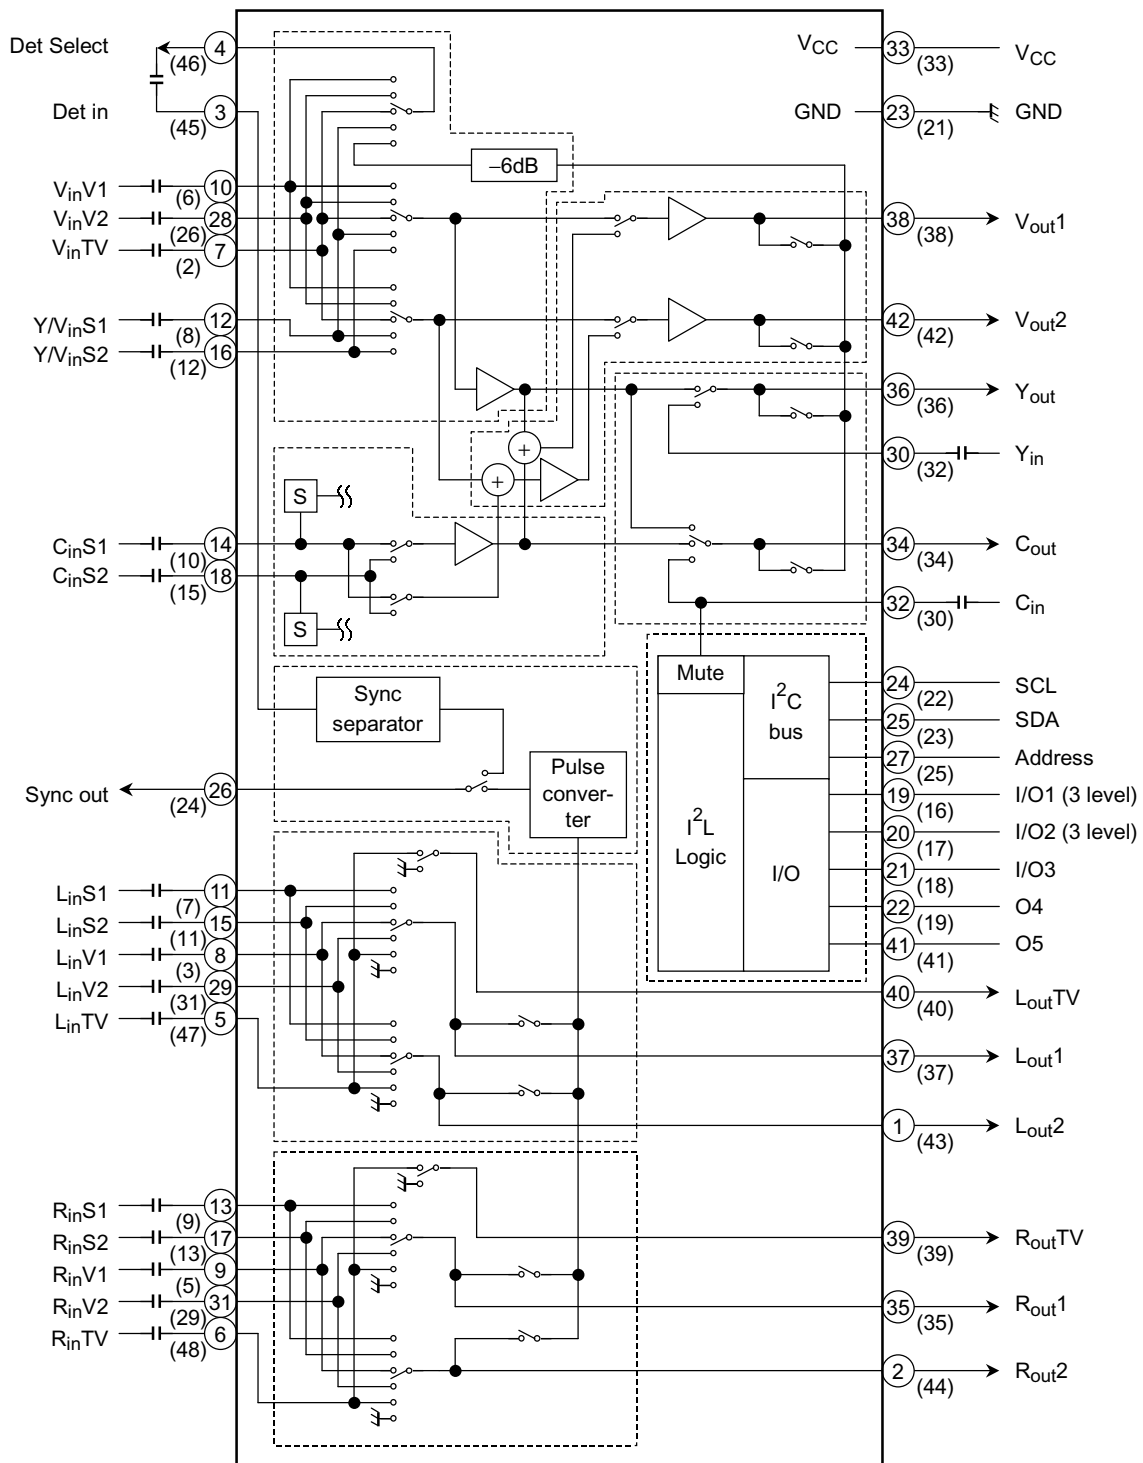 Det Select 4 (46)
Det in 3 (45)
VinV1 10 (6)
VinV2 28 (26)
VinTV 7 (2)
Y/VinS1 12 (8)
Y/VinS2 16 (12)
CinS1 14 (10)
CinS2 18 (15)
Sync out 26 (24)
LinS1 11 (7)
LinS2 15 (11)
LinV1 8 (3)
LinV2 29 (31)
LinTV 5 (47)
RinS1 13 (9)
RinS2 17 (13)
RinV1 9 (5)
RinV2 31 (29)
RinTV 6 (48)
–6dB
+
+
S
S
Sync
separator
Pulse
conver-
ter
Mute
I2C
bus
I2L
Logic
I/O
VCC 33 (33) VCC
GND 23 (21) GND
38 (38) Vout1
42 (42) Vout2
36 (36) Yout
30 (32) Yin
34 (34) Cout
32 (30) Cin
24 (22) SCL
25 (23) SDA
27 (25) Address
19 (16) I/O1 (3 level)
20 (17) I/O2 (3 level)
21 (18) I/O3
22 (19) O4
41 (41) O5
40 (40) LoutTV
37 (37) Lout1
1 (43) Lout2
39 (39) RoutTV
35 (35) Rout1
2 (44) Rout2